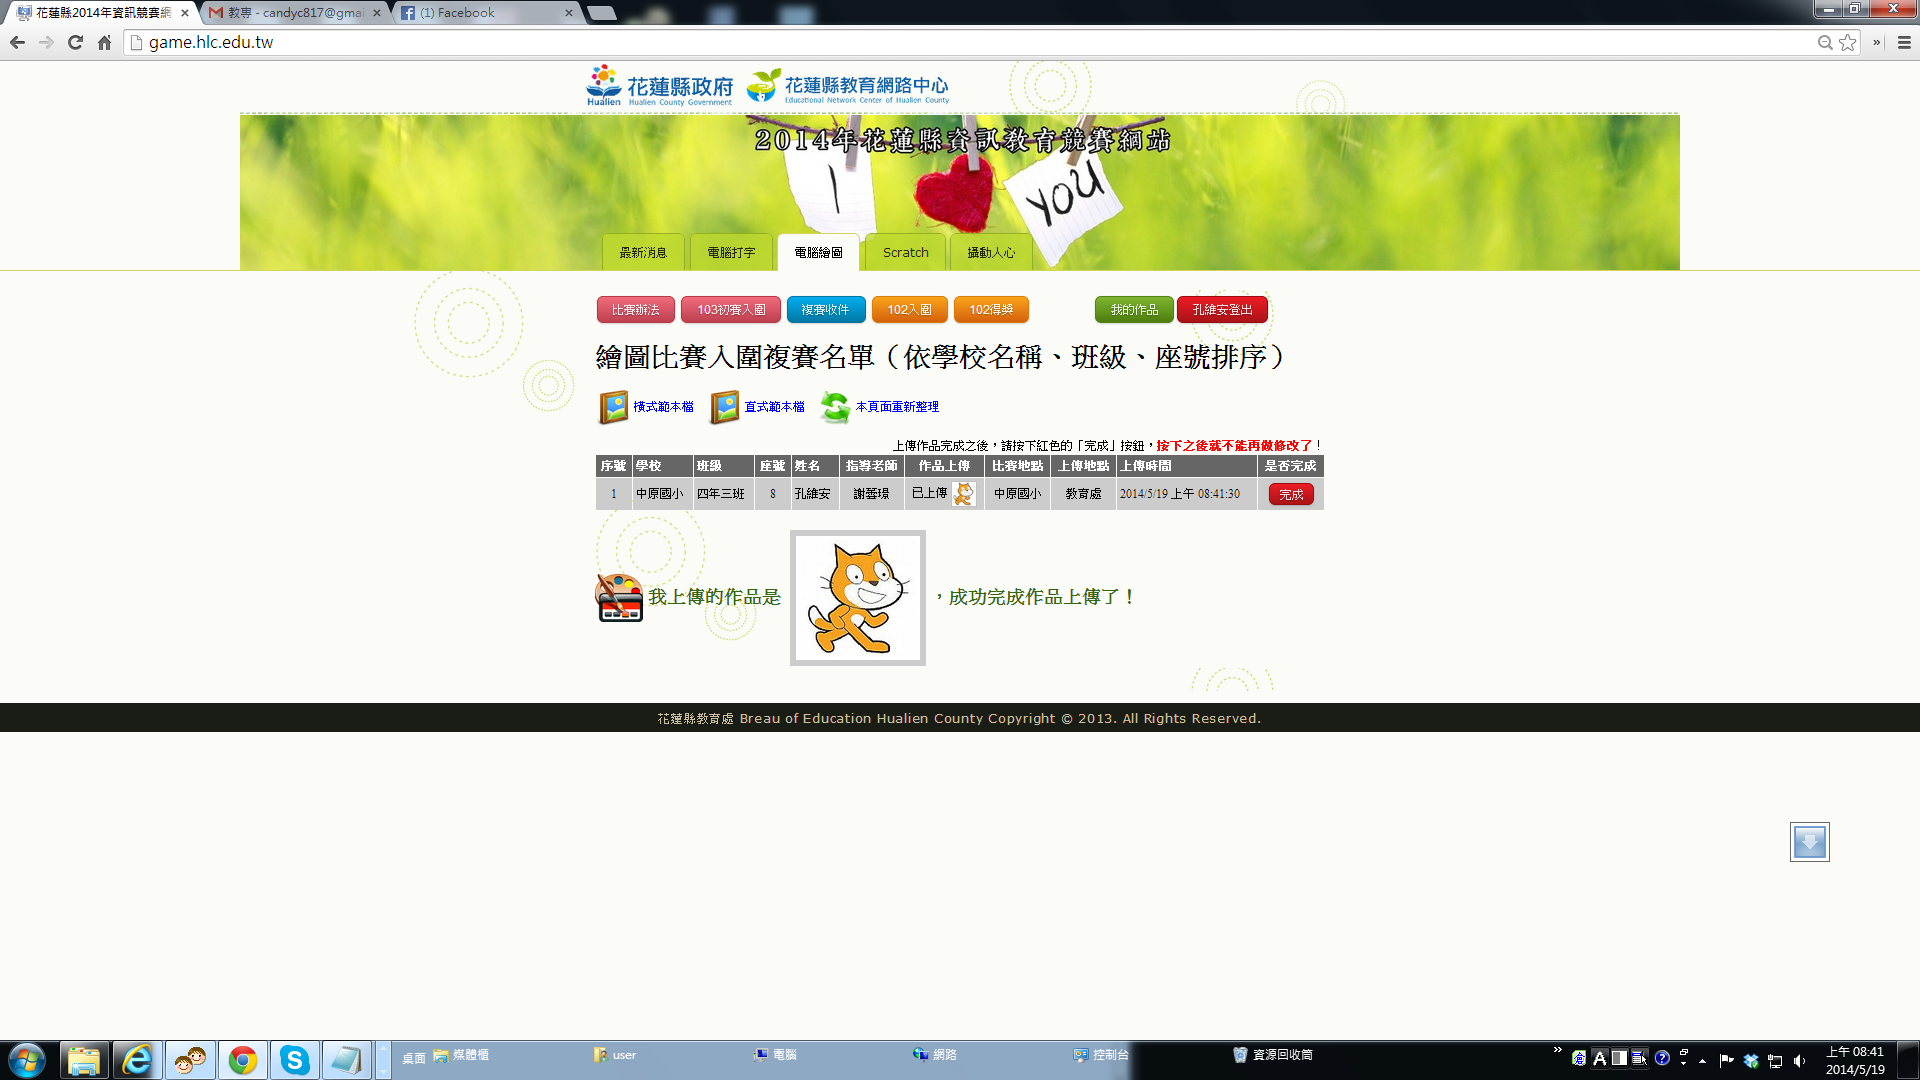 花蓮縣2014年資訊競賽網
教専 - candyc817@gmai
(1) Facebook
game.hlc.edu.tw
花蓮縣政府
Hualien
Hualien County Government
花蓮縣教育網路中心
Educational Network Center of Hualien County
2014年花蓮縣資訊教育競賽網站
I
YOU
最新消息
電腦打字
電腦繪圖
Scratch
攝動人心
比賽辦法
103初賽入圍
複賽收件
102入圍
102得獎
我的作品
孔維安登出
繪圖比賽入圍複賽名單（依學校名稱、班級、座號排序）
橫式範本檔
直式範本檔
本頁面重新整理
上傳作品完成之後，請按下紅色的「完成」按鈕，按下之後就不能再做修改了！
序號 學校 班級 座號 姓名 指導老師 作品上傳 比賽地點 上傳地點 上傳時間 是否完成
1 中原國小 四年三班 8 孔維安 謝蕓璟 已上傳 中原國小 教育處 2014/5/19 上午 08:41:30 完成
我上傳的作品是
，成功完成作品上傳了！
花蓮縣教育處 Breau of Education Hualien County Copyright © 2013. All Rights Reserved.
桌面
媒體櫃
user
電腦
網路
控制台
資源回收筒
上午 08:41
2014/5/19